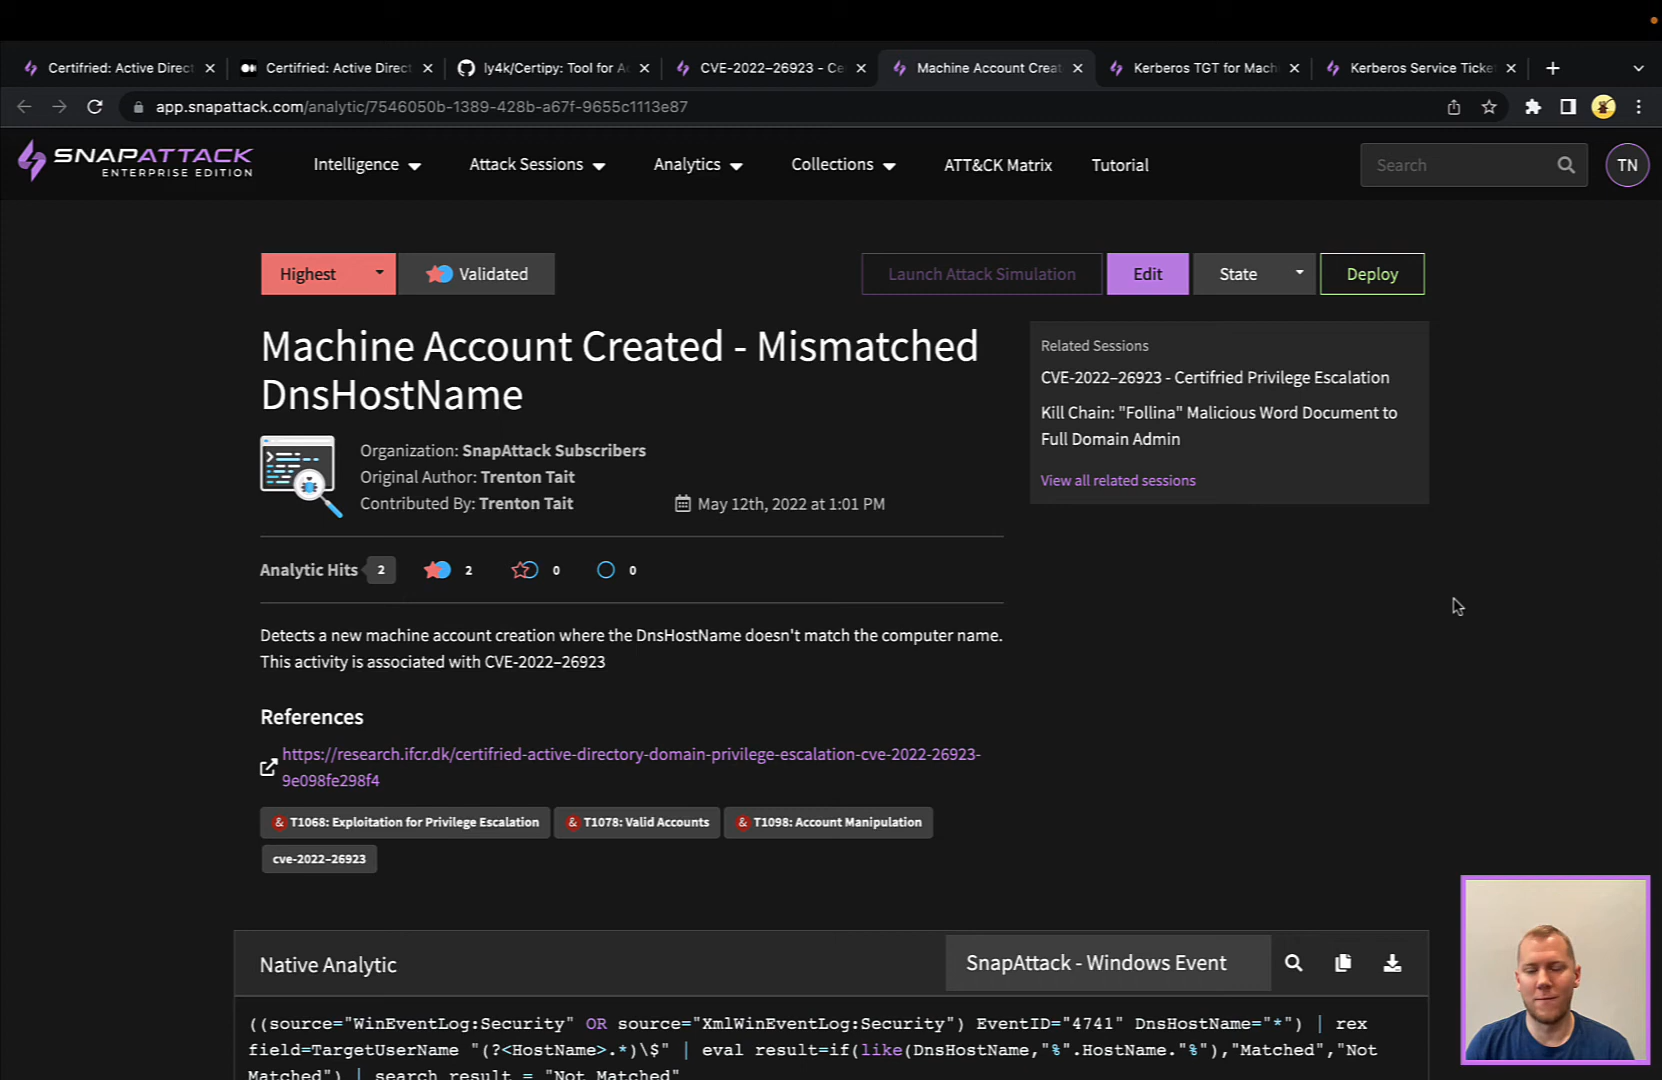 Certifried: Active Direct
Certifried: Active Direct
ly4k/Certipy: Tool for A
CVE-2022-26923 - Ce
Machine Account Creat
Kerberos TGT for Mach
Kerberos Service Ticket
app.snapattack.com/analytic/7546050b-1389-428b-a67f-9655c1113e87
SNAPATTACK
ENTERPRISE EDITION
Intelligence
Attack Sessions
Analytics
Collections
ATT&CK Matrix
Tutorial
Search
TN
Highest
Validated
Launch Attack Simulation
Edit
State
Deploy
Machine Account Created - Mismatched
DnsHostName
Organization: SnapAttack Subscribers
Original Author: Trenton Tait
Contributed By: Trenton Tait
May 12th, 2022 at 1:01 PM
Related Sessions
CVE-2022–26923 - Certifried Privilege Escalation
Kill Chain: "Follina" Malicious Word Document to
Full Domain Admin
View all related sessions
Analytic Hits 2 2 0 0
Detects a new machine account creation where the DnsHostName doesn't match the computer name.
This activity is associated with CVE-2022–26923
References
https://research.ifcr.dk/certifried-active-directory-domain-privilege-escalation-cve-2022-26923-
9e098fe298f4
T1068: Exploitation for Privilege Escalation
T1078: Valid Accounts
T1098: Account Manipulation
cve-2022–26923
Native Analytic
SnapAttack - Windows Event
((source="WinEventLog:Security" OR source="XmlWinEventLog:Security") EventID="4741" DnsHostName="*") | rex
field=TargetUserName "(?<HostName>.*)\$" | eval result=if(like(DnsHostName,"%".HostName."%"),"Matched","Not
Matched") | search result = "Not Matched"